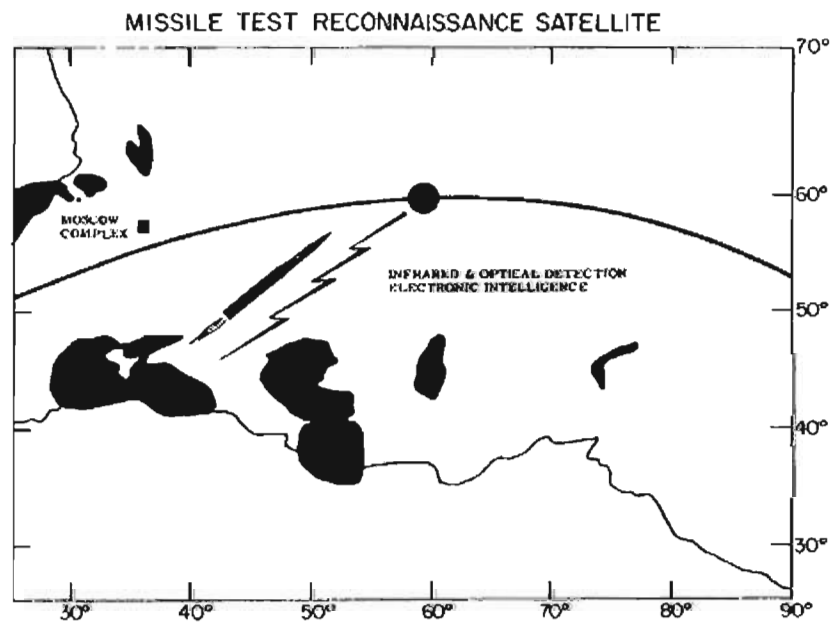 MISSILE TEST RECONNAISSANCE SATELLITE
70°
60°
MOSCOW
COMPLEX
INFRARED & OPTICAL DETECTION
ELECTRONIC INTELLIGENCE
50°
40°
30°
30° 40° 50° 60° 70° 80° 90°